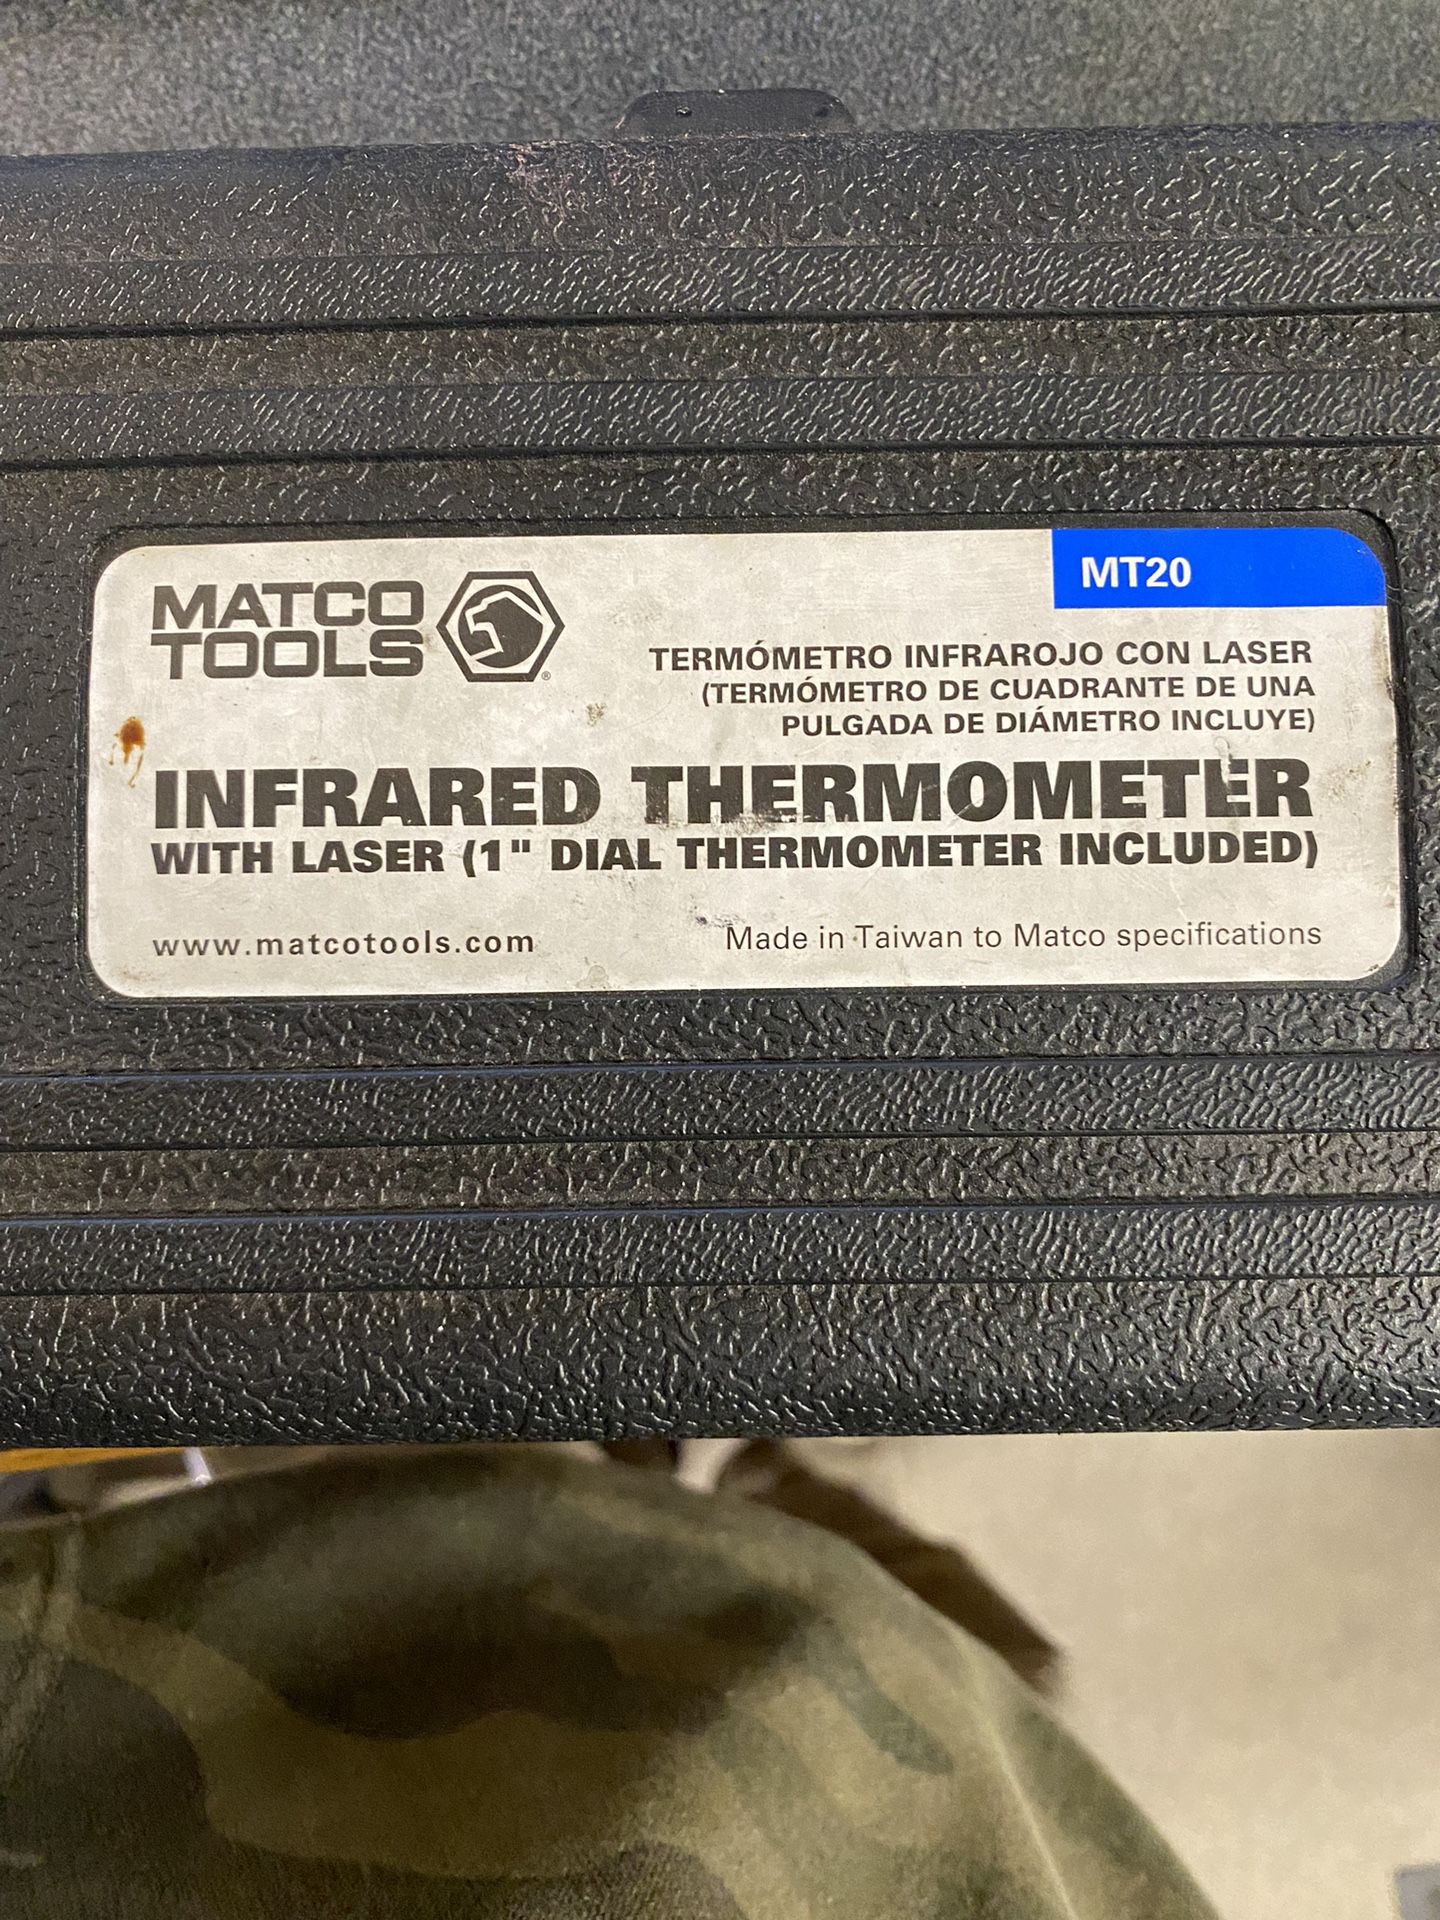 MATCO
TOOLS
®
MT20
TERMÓMETRO INFRAROJO CON LASER
(TERMÓMETRO DE CUADRANTE DE UNA
PULGADA DE DIÁMETRO INCLUYE)
INFRARED THERMOMETER
WITH LASER (1" DIAL THERMOMETER INCLUDED)
www.matcotools.com
Made in Taiwan to Matco specifications